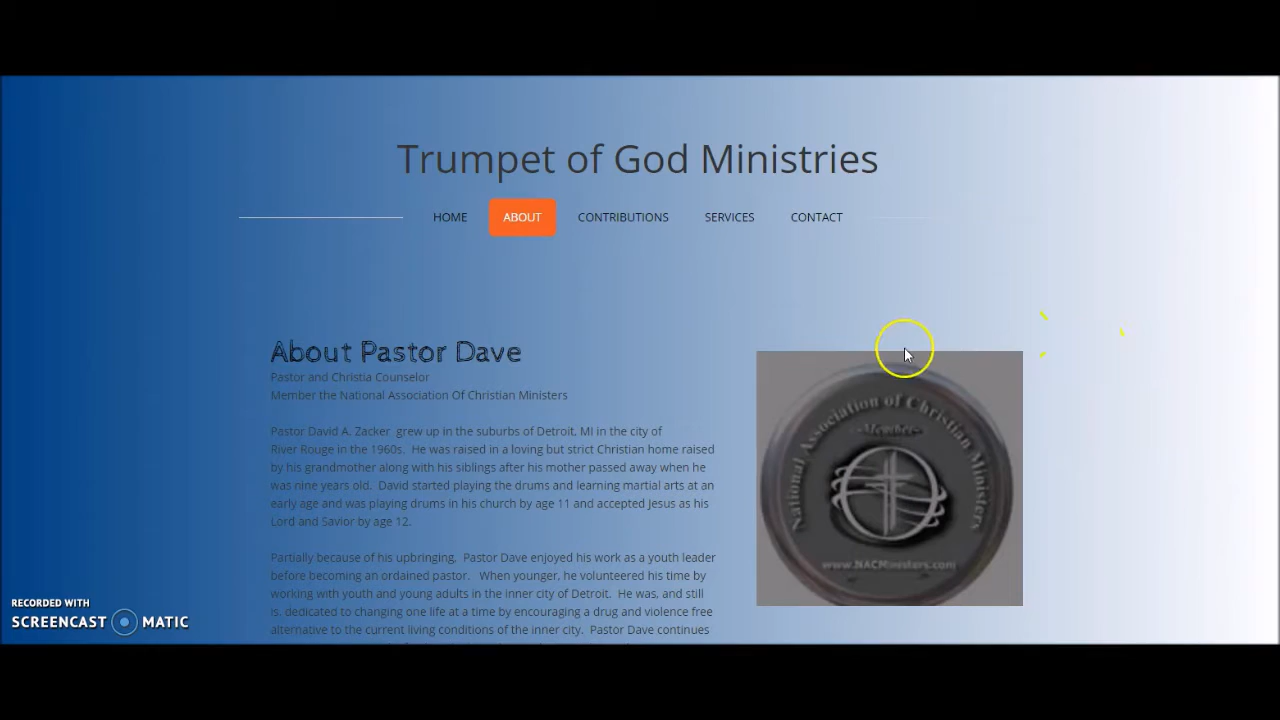 Trumpet of God Ministries
HOME ABOUT CONTRIBUTIONS SERVICES CONTACT
About Pastor Dave
Pastor and Christia Counselor
Member the National Association Of Christian Ministers
Pastor David A. Zacker grew up in the suburbs of Detroit, MI in the city of
River Rouge in the 1960s. He was raised in a loving but strict Christian home raised
by his grandmother along with his siblings after his mother passed away when he
was nine years old. David started playing the drums and learning martial arts at an
early age and was playing drums in his church by age 11 and accepted Jesus as his
Lord and Savior by age 12.
Partially because of his upbringing, Pastor Dave enjoyed his work as a youth leader
before becoming an ordained pastor. When younger, he volunteered his time by
working with youth and young adults in the inner city of Detroit. He was, and still
is, dedicated to changing one life at a time by encouraging a drug and violence free
alternative to the current living conditions of the inner city. Pastor Dave continues
National Association of Christian Ministers
-Member-
www.NACMinisters.com
RECORDED WITH
SCREENCAST MATIC